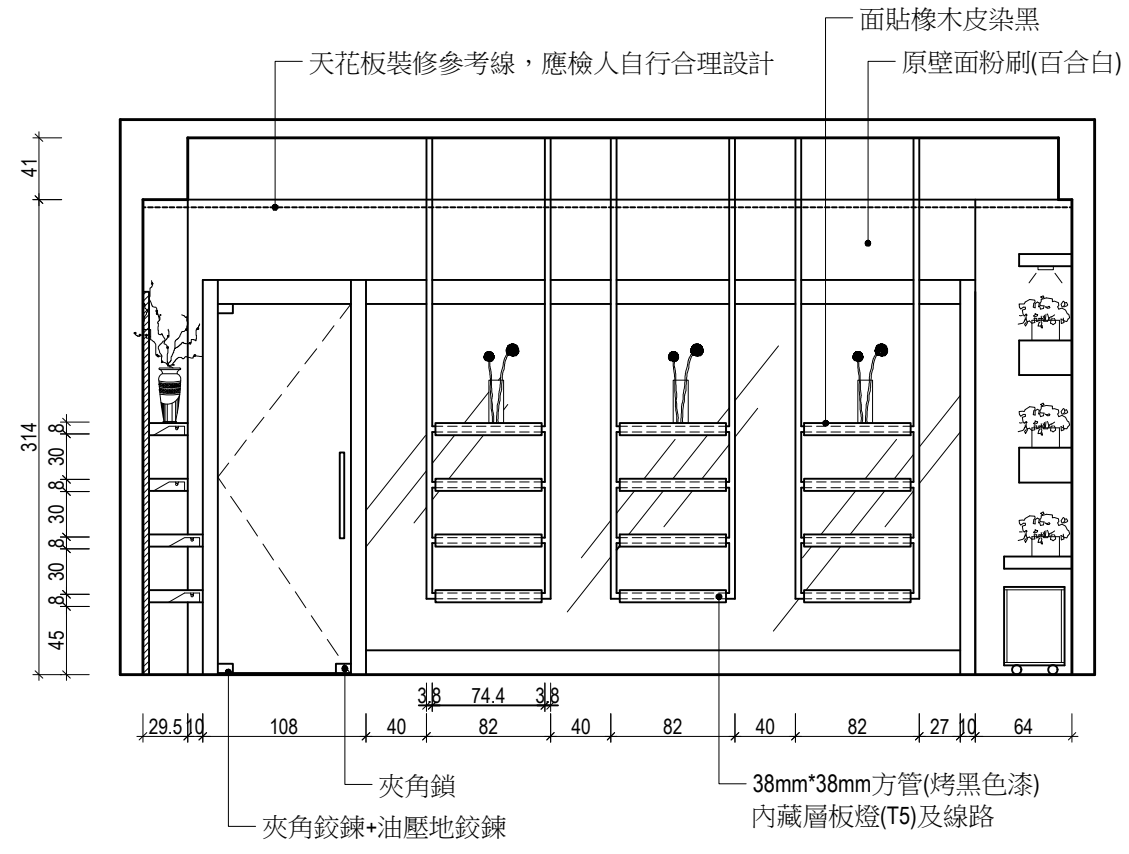 面貼橡木皮染黑
天花板裝修參考線，應檢人自行合理設計
原壁面粉刷(百合白)
41
314
8
30
8
30
8
30
8
45
3.8 74.4 3.8
29.5 10 108 40 82 40 82 40 82 27 10 64
夾角鎖
38mm*38mm方管(烤黑色漆)
內藏層板燈(T5)及線路
夾角鉸鍊+油壓地鉸鍊